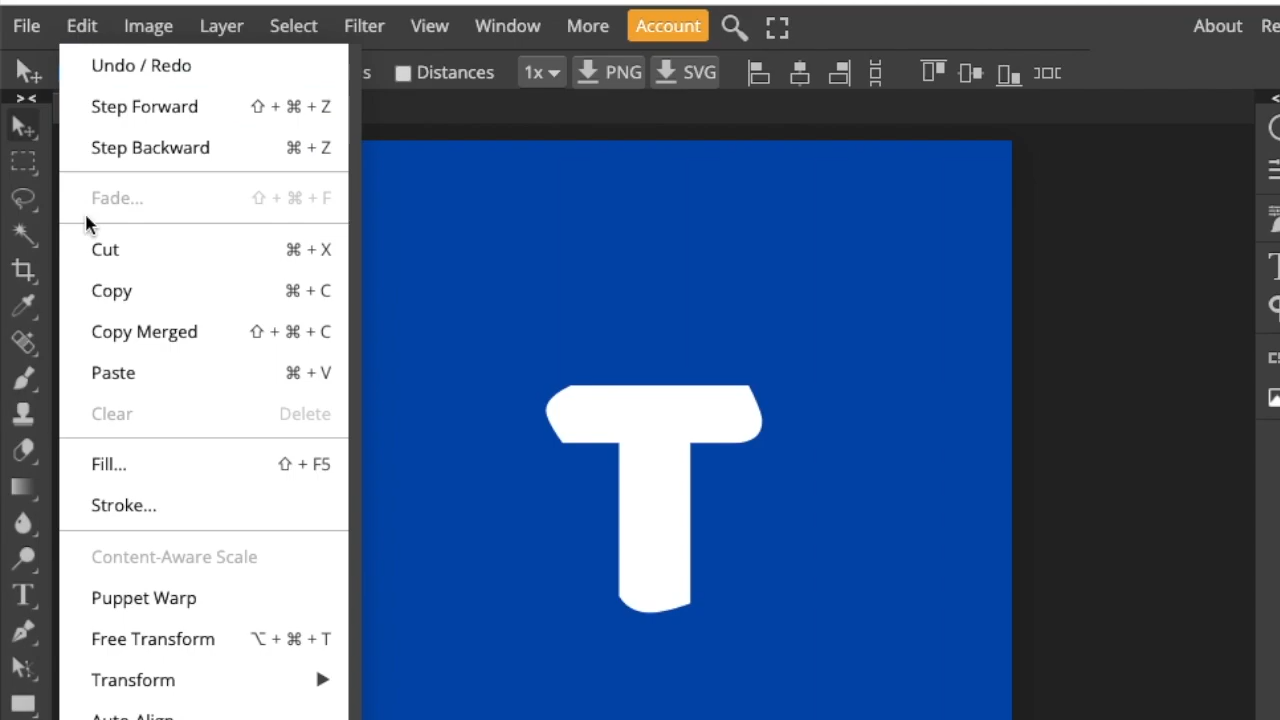 File Edit Image Layer Select Filter View Window More Account About Re
s Distances 1x PNG SVG
Undo / Redo
Step Forward ⇧ + ⌘ + Z
Step Backward ⌘ + Z
Fade... ⇧ + ⌘ + F
Cut ⌘ + X
Copy ⌘ + C
Copy Merged ⇧ + ⌘ + C
Paste ⌘ + V
Clear Delete
Fill... ⇧ + F5
Stroke...
Content-Aware Scale
Puppet Warp
Free Transform ⌥ + ⌘ + T
Transform
Auto-Align
T